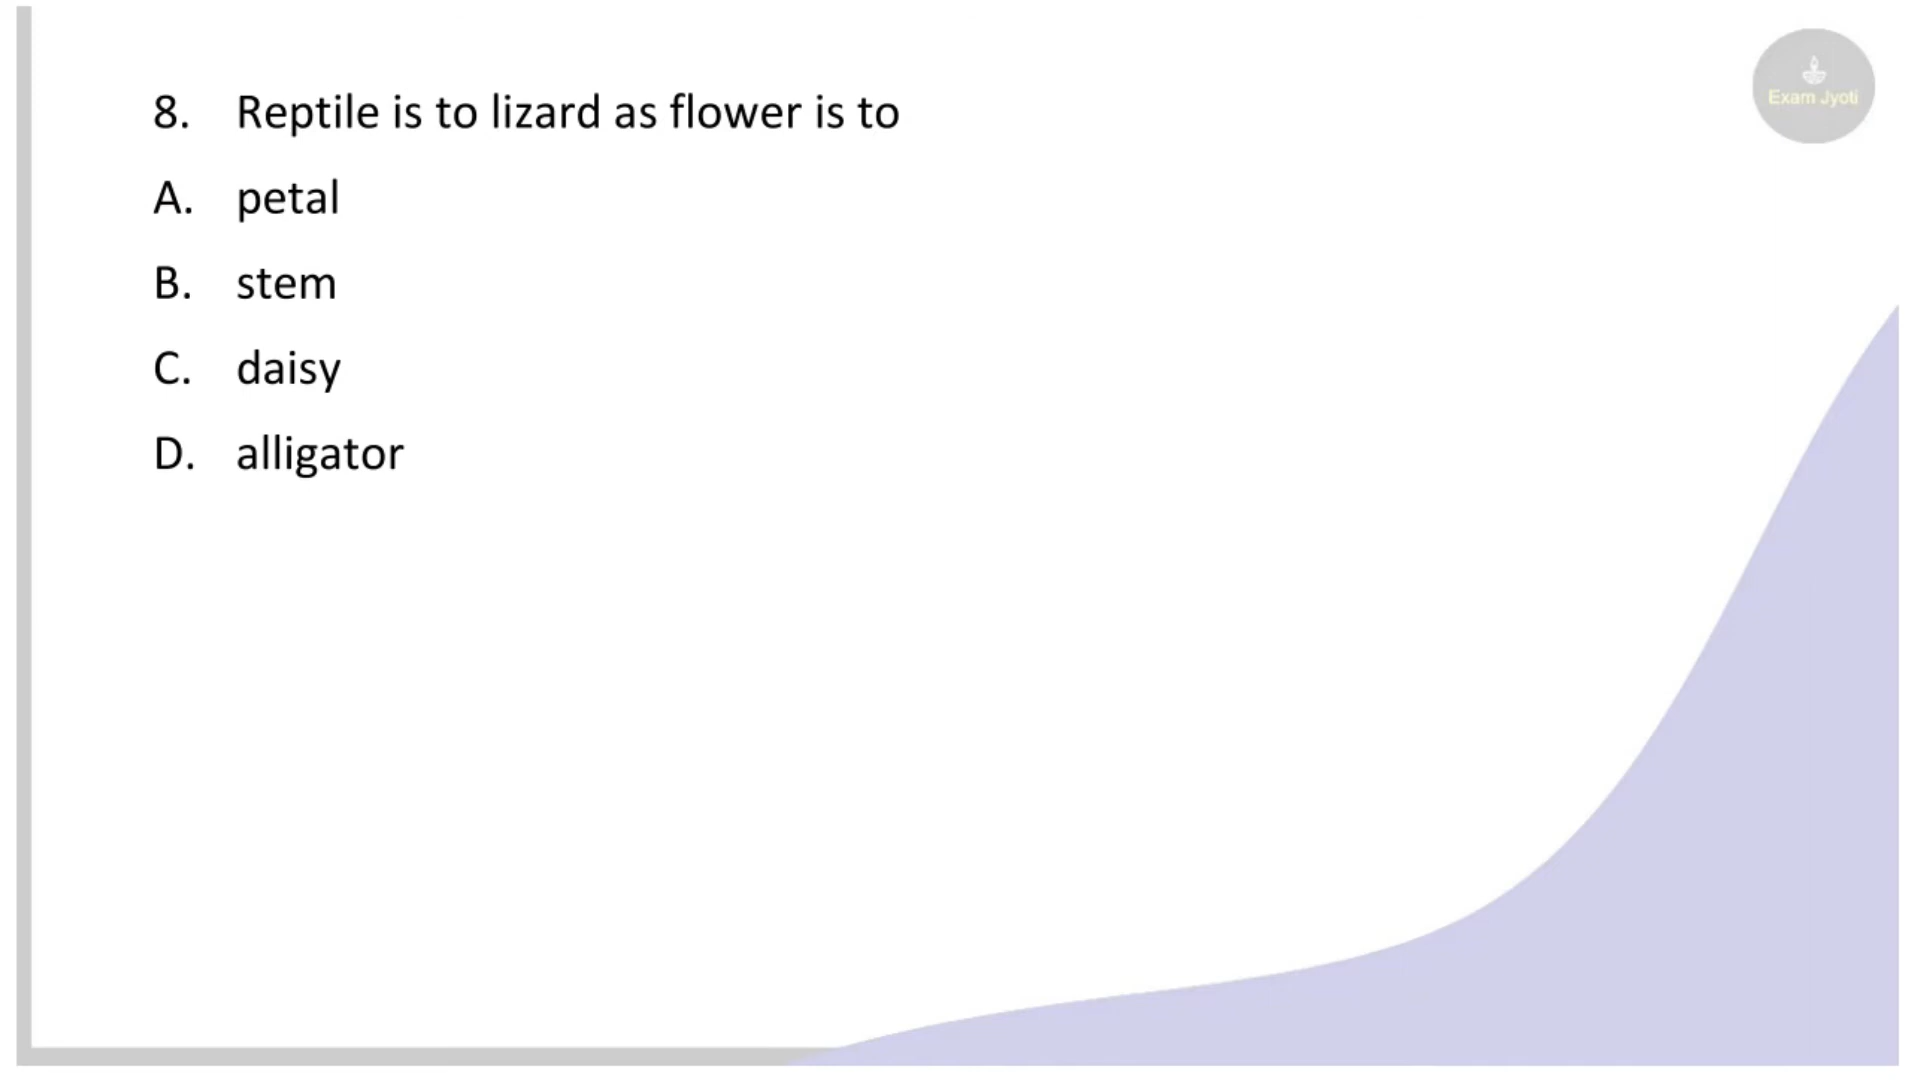 Exam Jyoti
8. Reptile is to lizard as flower is to
A. petal
B. stem
C. daisy
D. alligator